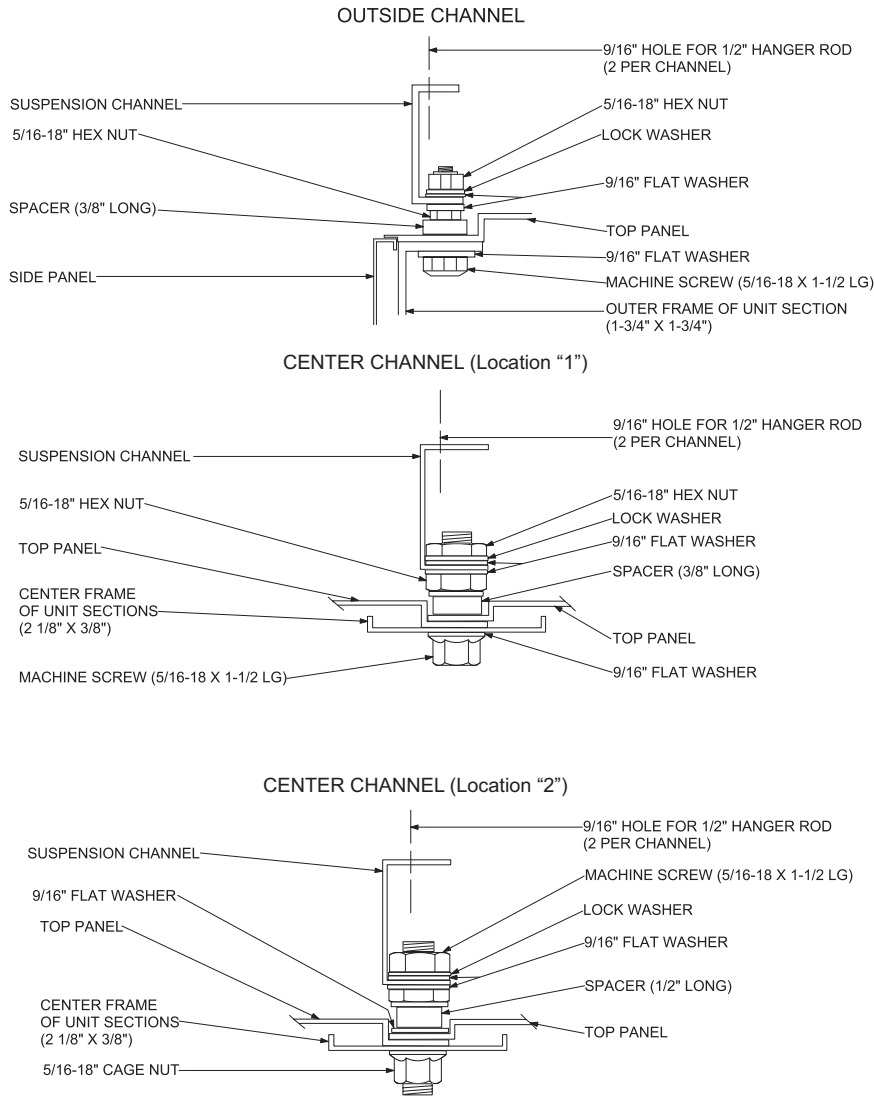 OUTSIDE CHANNEL
9/16" HOLE FOR 1/2" HANGER ROD
(2 PER CHANNEL)
SUSPENSION CHANNEL
5/16-18" HEX NUT
5/16-18" HEX NUT
LOCK WASHER
9/16" FLAT WASHER
SPACER (3/8" LONG)
TOP PANEL
9/16" FLAT WASHER
SIDE PANEL
MACHINE SCREW (5/16-18 X 1-1/2 LG)
OUTER FRAME OF UNIT SECTION
(1-3/4" X 1-3/4")
CENTER CHANNEL (Location “1”)
9/16" HOLE FOR 1/2" HANGER ROD
(2 PER CHANNEL)
SUSPENSION CHANNEL
5/16-18" HEX NUT
5/16-18" HEX NUT
LOCK WASHER
9/16" FLAT WASHER
TOP PANEL
SPACER (3/8" LONG)
CENTER FRAME
OF UNIT SECTIONS
(2 1/8" X 3/8")
TOP PANEL
9/16" FLAT WASHER
MACHINE SCREW (5/16-18 X 1-1/2 LG)
CENTER CHANNEL (Location “2”)
9/16" HOLE FOR 1/2" HANGER ROD
(2 PER CHANNEL)
SUSPENSION CHANNEL
MACHINE SCREW (5/16-18 X 1-1/2 LG)
9/16" FLAT WASHER
LOCK WASHER
TOP PANEL
9/16" FLAT WASHER
SPACER (1/2" LONG)
CENTER FRAME
OF UNIT SECTIONS
(2 1/8" X 3/8")
TOP PANEL
5/16-18" CAGE NUT